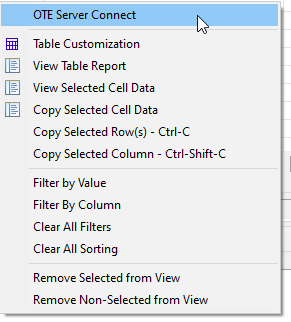 OTE Server Connect
Table Customization
View Table Report
View Selected Cell Data
Copy Selected Cell Data
Copy Selected Row(s) - Ctrl-C
Copy Selected Column - Ctrl-Shift-C
Filter by Value
Filter By Column
Clear All Filters
Clear All Sorting
Remove Selected from View
Remove Non-Selected from View